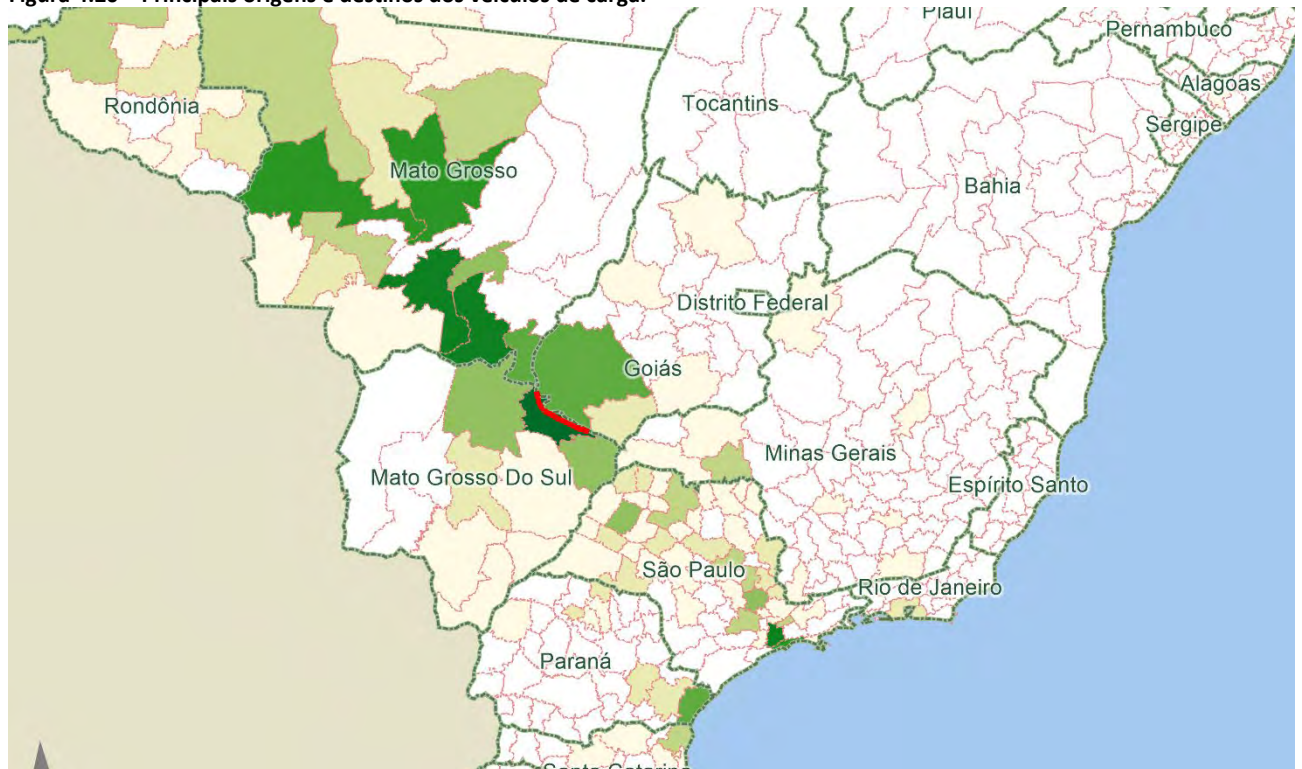 Figura 4.20 – Principais origens e destinos dos veículos de carga.
Piauí
Pernambuco
Alagoas
Rondônia
Tocantins
Sergipe
Mato Grosso
Bahia
Distrito Federal
Goiás
Minas Gerais
Mato Grosso Do Sul
Espírito Santo
São Paulo
Rio de Janeiro
Paraná
Santa Catarina